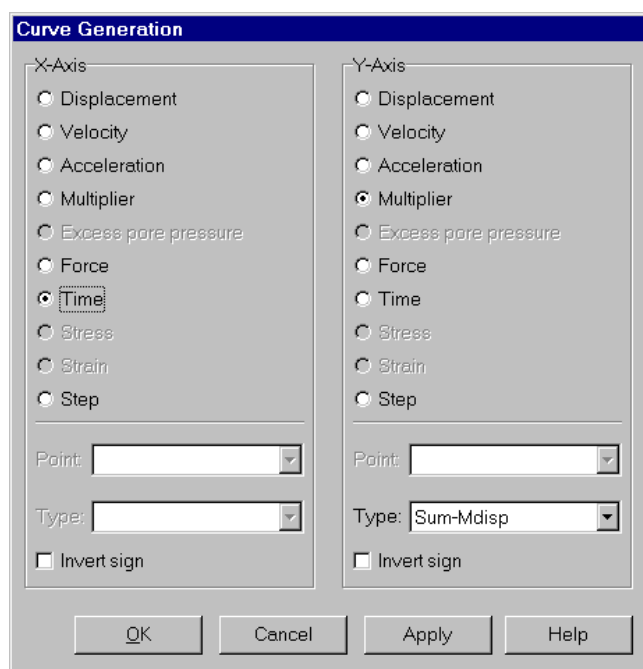 Curve Generation
X-Axis
Displacement
Velocity
Acceleration
Multiplier
Excess pore pressure
Force
Time
Stress
Strain
Step
Point:
Type:
Invert sign
Y-Axis
Displacement
Velocity
Acceleration
Multiplier
Excess pore pressure
Force
Time
Stress
Strain
Step
Point:
Type: Sum-Mdisp
Invert sign
OK Cancel Apply Help